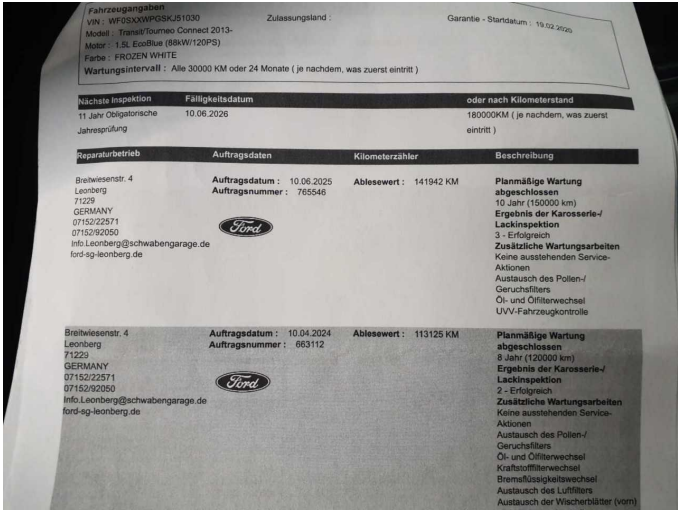 Fahrzeugangaben
VIN : WF0SXXWPGSKJ51030 Zulassungsland : Garantie - Startdatum : 19.02.2020
Modell : Transit/Tourneo Connect 2013-
Motor : 1.5L EcoBlue (88kW/120PS)
Farbe : FROZEN WHITE
Wartungsintervall : Alle 30000 KM oder 24 Monate ( je nachdem, was zuerst eintritt )
Nächste Inspektion Fälligkeitsdatum oder nach Kilometerstand
11 Jahr Obligatorische 10.06.2026 180000KM ( je nachdem, was zuerst
Jahresprüfung eintritt )
Reparaturbetrieb Auftragsdaten Kilometerzähler Beschreibung
Breitwiesenstr. 4 Auftragsdatum : 10.06.2025 Ablesewert : 141942 KM Planmäßige Wartung
Leonberg Auftragsnummer : 765546 abgeschlossen
71229 10 Jahr (150000 km)
GERMANY Ergebnis der Karosserie-/
07152/22571 Ford Lackinspektion
07152/92050 3 - Erfolgreich
Info.Leonberg@schwabengarage.de Zusätzliche Wartungsarbeiten
ford-sg-leonberg.de Keine ausstehenden Service-
Aktionen
Austausch des Pollen-/
Geruchsfilters
Öl- und Ölfilterwechsel
UVV-Fahrzeugkontrolle
Breitwiesenstr. 4 Auftragsdatum : 10.04.2024 Ablesewert : 113125 KM Planmäßige Wartung
Leonberg Auftragsnummer : 663112 abgeschlossen
71229 8 Jahr (120000 km)
GERMANY Ergebnis der Karosserie-/
07152/22571 Ford Lackinspektion
07152/92050 2 - Erfolgreich
Info.Leonberg@schwabengarage.de Zusätzliche Wartungsarbeiten
ford-sg-leonberg.de Keine ausstehenden Service-
Aktionen
Austausch des Pollen-/
Geruchsfilters
Öl- und Ölfilterwechsel
Kraftstofffilterwechsel
Bremsflüssigkeitswechsel
Austausch des Luftfilters
Austausch der Wischerblätter (vorn)